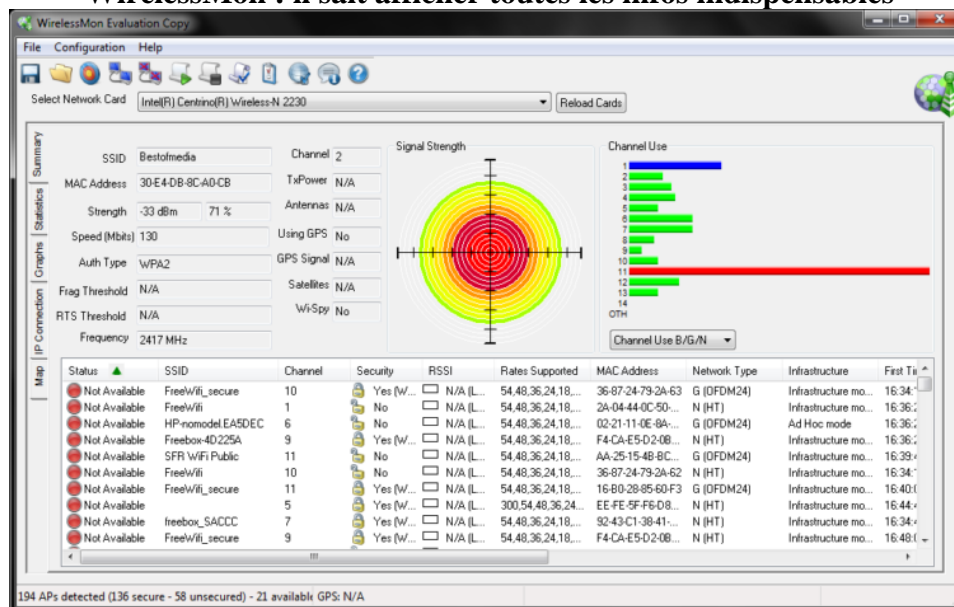 WirelessMon : il sait afficher toutes les infos indispensables
WirelessMon Evaluation Copy
File Configuration Help
Select Network Card Intel(R) Centrino(R) Wireless-N 2230 Reload Cards
Summary
Statistics
Graphs
IP Connection
Map
SSID Bestofmedia
MAC Address 30-E4-DB-8C-A0-CB
Strength -33 dBm 71 %
Speed (Mbits) 130
Auth Type WPA2
Frag Threshold N/A
RTS Threshold N/A
Frequency 2417 MHz
Channel 2
TxPower N/A
Antennas N/A
Using GPS No
GPS Signal N/A
Satellites N/A
Wi-Spy No
Signal Strength
Channel Use
1
2
3
4
5
6
7
8
9
10
11
12
13
14
OTH
Channel Use B/G/N
Status SSID Channel Security RSSI Rates Supported MAC Address Network Type Infrastructure First Ti
Not Available FreeWifi_secure 10 Yes (W... N/A (L... 54,48,36,24,18,... 36-87-24-79-2A-63 G (OFDM24) Infrastructure mo... 16:34:
Not Available FreeWifi 1 No N/A (L... 54,48,36,24,18,... 2A-04-44-0C-50-... N (HT) Infrastructure mo... 16:36:
Not Available HP-nomodel.EA5DEC 6 No N/A (L... 54,48,36,24,18,... 02-21-11-0E-8A-... G (OFDM24) Ad Hoc mode 16:36:
Not Available Freebox-4D225A 9 Yes (W... N/A (L... 54,48,36,24,18,... F4-CA-E5-D2-0B... N (HT) Infrastructure mo... 16:36:
Not Available SFR WiFi Public 11 No N/A (L... 54,48,36,24,18,... AA-25-15-4B-BC... G (OFDM24) Infrastructure mo... 16:39:
Not Available FreeWifi 10 No N/A (L... 54,48,36,24,18,... 36-87-24-79-2A-62 N (HT) Infrastructure mo... 16:34:
Not Available FreeWifi_secure 11 Yes (W... N/A (L... 54,48,36,24,18,... 16-B0-28-85-60-F3 G (OFDM24) Infrastructure mo... 16:40:
Not Available 5 Yes (W... N/A (L... 300,54,48,36,24... EE-FE-5F-F6-D8... N (HT) Infrastructure mo... 16:44:
Not Available freebox_SACCC 7 Yes (W... N/A (L... 54,48,36,24,18,... 92-43-C1-38-41-... N (HT) Infrastructure mo... 16:34:
Not Available FreeWifi_secure 9 Yes (W... N/A (L... 54,48,36,24,18,... F4-CA-E5-D2-0B... N (HT) Infrastructure mo... 16:48:
194 APs detected (136 secure - 58 unsecured) - 21 available GPS: N/A